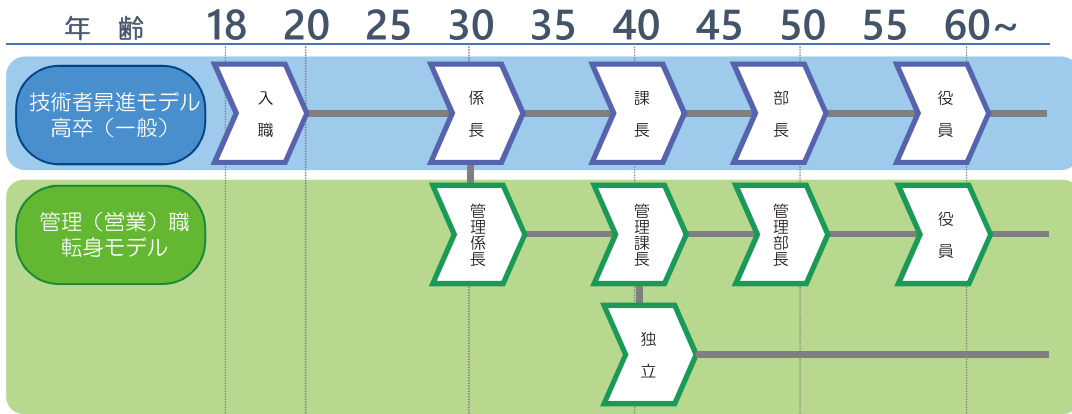 年 齢 18 20 25 30 35 40 45 50 55 60~
技術者昇進モデル
高卒（一般）
入職
係長
課長
部長
役員
管理（営業）職
転身モデル
管理係長
管理課長
管理部長
役員
独立